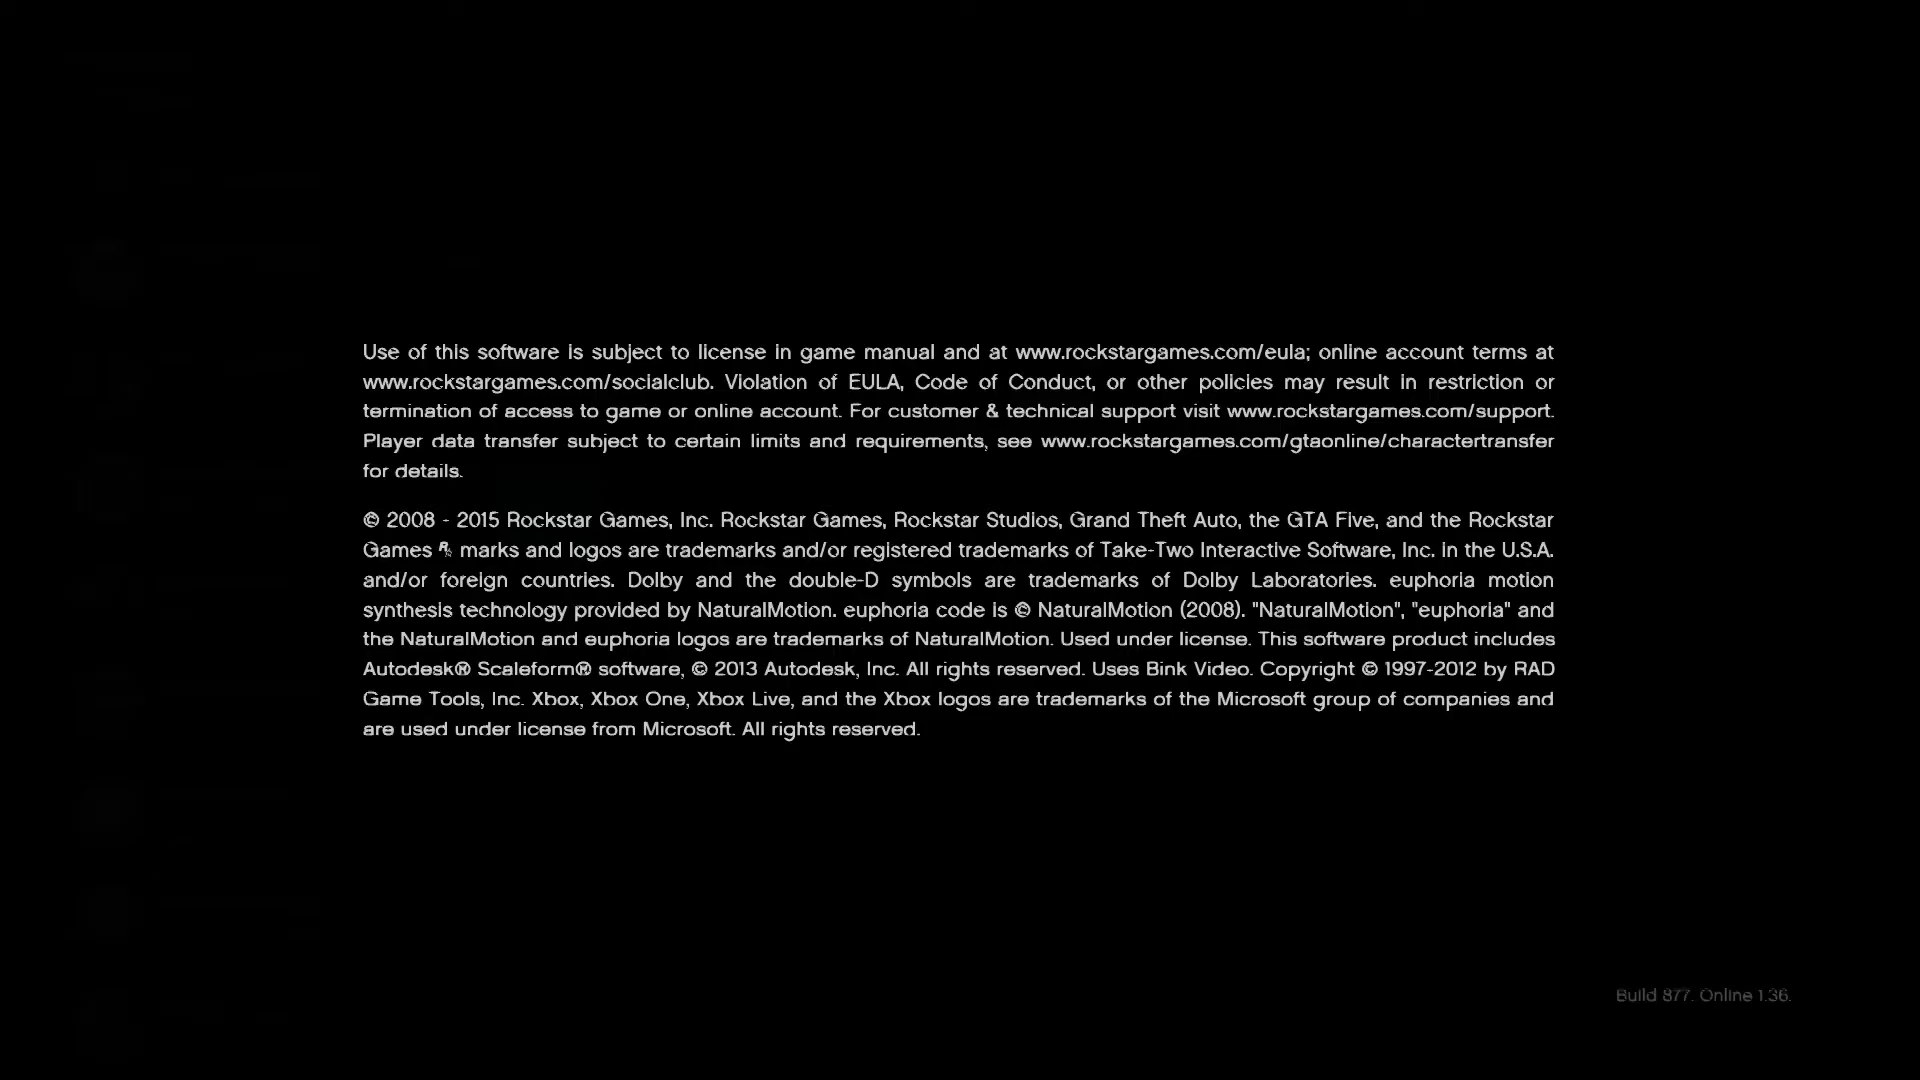 Use of this software is subject to license in game manual and at www.rockstargames.com/eula; online account terms at
www.rockstargames.com/socialclub. Violation of EULA, Code of Conduct, or other policies may result in restriction or
termination of access to game or online account. For customer & technical support visit www.rockstargames.com/support.
Player data transfer subject to certain limits and requirements, see www.rockstargames.com/gtaonline/charactertransfer
for details.
© 2008 - 2015 Rockstar Games, Inc. Rockstar Games, Rockstar Studios, Grand Theft Auto, the GTA Five, and the Rockstar
Games R* marks and logos are trademarks and/or registered trademarks of Take-Two Interactive Software, Inc. in the U.S.A.
and/or foreign countries. Dolby and the double-D symbols are trademarks of Dolby Laboratories. euphoria motion
synthesis technology provided by NaturalMotion. euphoria code is © NaturalMotion (2008). "NaturalMotion", "euphoria" and
the NaturalMotion and euphoria logos are trademarks of NaturalMotion. Used under license. This software product includes
Autodesk® Scaleform® software, © 2013 Autodesk, Inc. All rights reserved. Uses Bink Video. Copyright © 1997-2012 by RAD
Game Tools, Inc. Xbox, Xbox One, Xbox Live, and the Xbox logos are trademarks of the Microsoft group of companies and
are used under license from Microsoft. All rights reserved.
Build 877. Online 1.36.